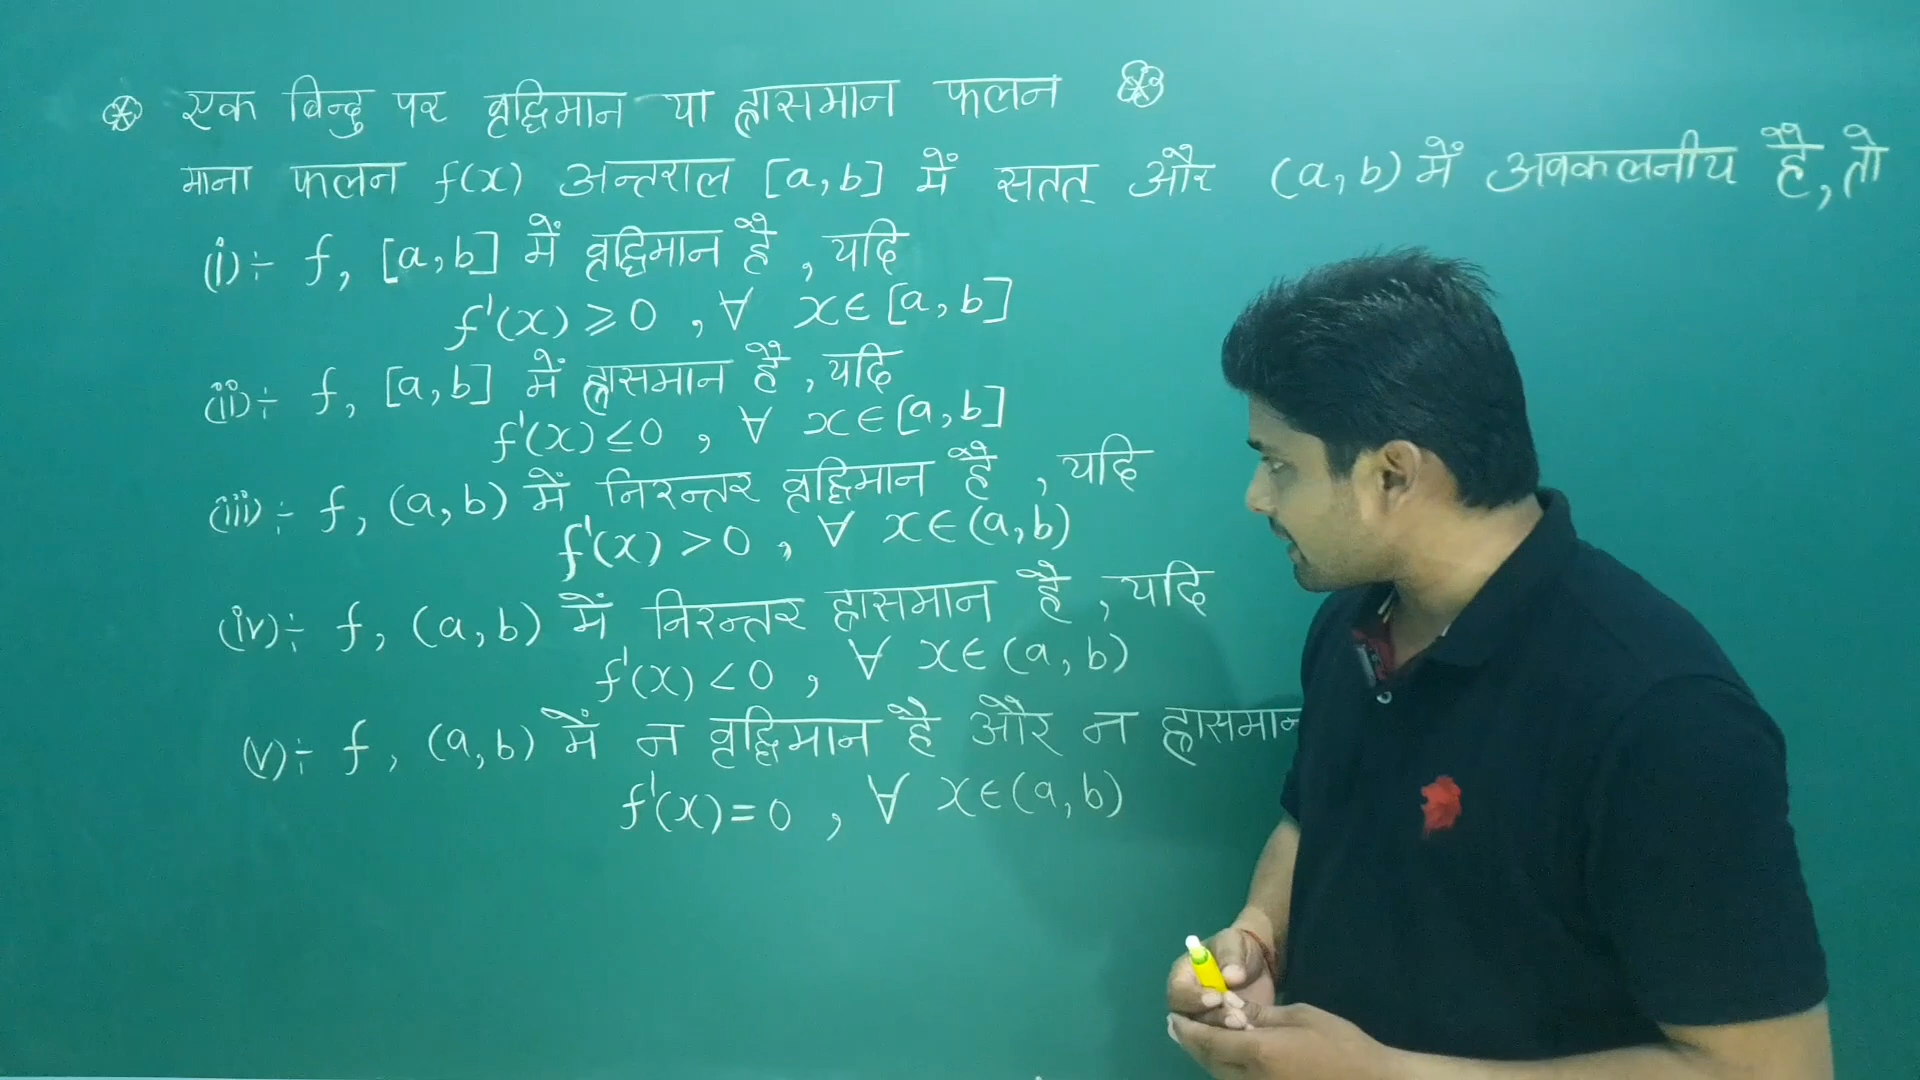 एक बिन्दु पर वृद्धिमान या ह्रासमान फलन
माना फलन f(x) अन्तराल [a,b] में सतत् और (a,b) में अवकलनीय है, तो
(i)÷ f, [a,b] में वृद्धिमान है, यदि
f'(x) ⩾ 0, ∀ x∈[a,b]
(ii)÷ f, [a,b] में ह्रासमान है, यदि
f'(x) ≤ 0, ∀ x∈[a,b]
(iii)÷ f, (a,b) में निरन्तर वृद्धिमान है, यदि
f'(x) > 0, ∀ x∈(a,b)
(iv)÷ f, (a,b) में निरन्तर ह्रासमान है, यदि
f'(x) < 0, ∀ x∈(a,b)
(v)÷ f, (a,b) में न वृद्धिमान है और न ह्रासमान
f'(x) = 0, ∀ x∈(a,b)